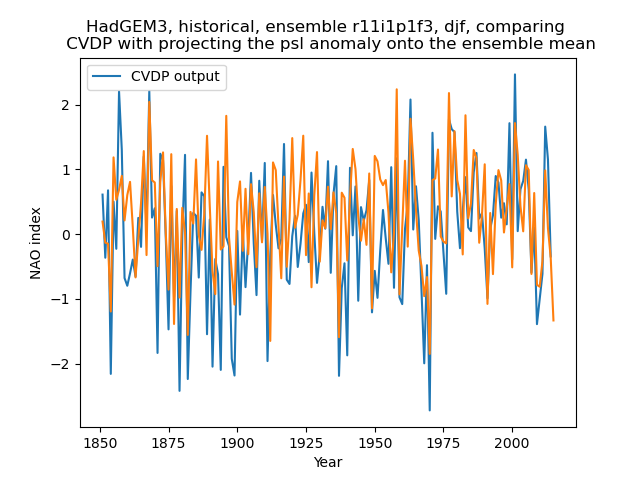 HadGEM3, historical, ensemble r11i1p1f3, djf, comparing
CVDP with projecting the psl anomaly onto the ensemble mean
CVDP output
2
1
0
−1
−2
NAO index
1850
1875
1900
1925
1950
1975
2000
Year